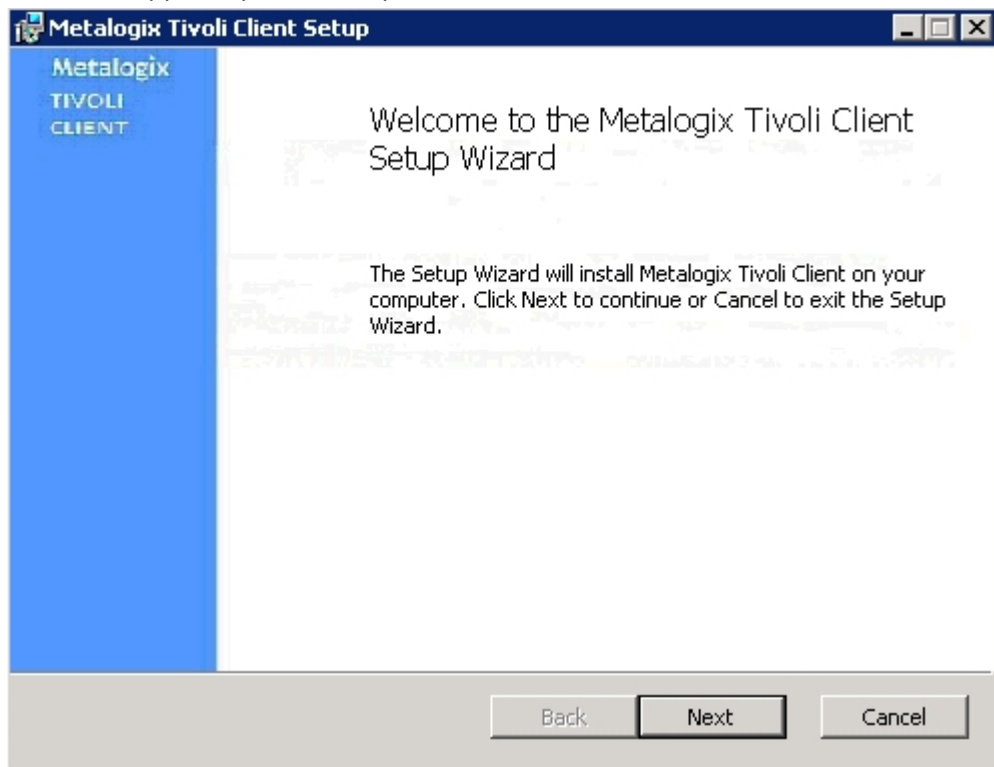 Metalogix Tivoli Client Setup
Metalogix
TIVOLI
CLIENT
Welcome to the Metalogix Tivoli Client
Setup Wizard
The Setup Wizard will install Metalogix Tivoli Client on your
computer. Click Next to continue or Cancel to exit the Setup
Wizard.
Back
Next
Cancel